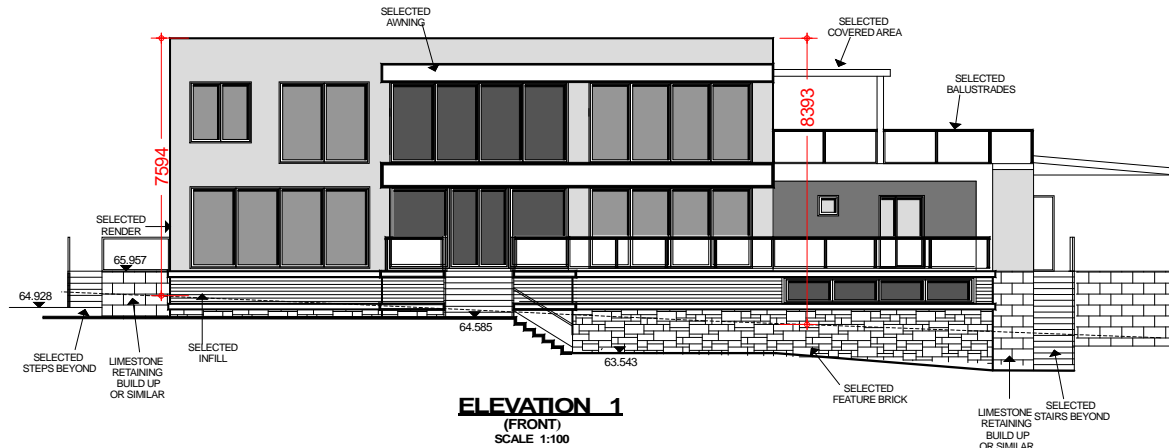 SELECTED
AWNING
SELECTED
COVERED AREA
SELECTED
BALUSTRADES
7594
8393
SELECTED
RENDER
65.957
64.928
64.585
63.543
SELECTED
STEPS BEYOND
LIMESTONE
RETAINING
BUILD UP
OR SIMILAR
SELECTED
INFILL
SELECTED
FEATURE BRICK
LIMESTONE
RETAINING
BUILD UP
OR SIMILAR
SELECTED
STAIRS BEYOND
ELEVATION 1
(FRONT)
SCALE 1:100